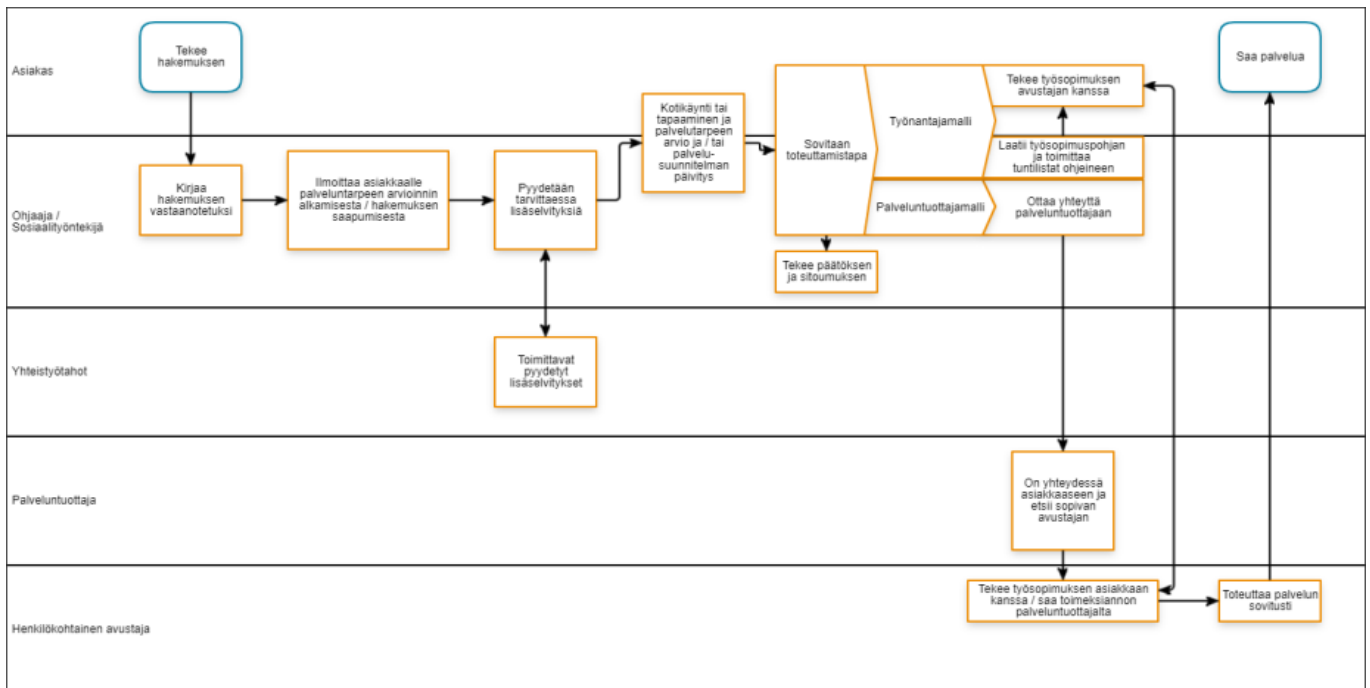 Asiakas
Tekee
hakemuksen
Kotikäynti tai
tapaaminen ja
palvelutarpeen
arvio ja / tai
palvelu-
suunnitelman
päivitys
Sovitaan
toteuttamistapa
Työnantajamalli
Tekee työsopimuksen
avustajan kanssa
Saa palvelua
Ohjaaja /
Sosiaalityöntekijä
Kirjaa
hakemuksen
vastaanotetuksi
Ilmoittaa asiakkaalle
palveluntarpeen arvioinnin
alkamisesta / hakemuksen
saapumisesta
Pyydetään
tarvittaessa
lisäselvityksiä
Laatii työsopimuspohjan
ja toimittaa
tuntilistat ohjeineen
Palveluntuottajamalli
Ottaa yhteyttä
palveluntuottajaan
Tekee päätöksen
ja sitoumuksen
Yhteistyötahot
Toimittavat
pyydetyt
lisäselvitykset
Palveluntuottaja
On yhteydessä
asiakkaaseen ja
etsii sopivan
avustajan
Henkilökohtainen avustaja
Tekee työsopimuksen asiakkaan
kanssa / saa toimeksiannon
palveluntuottajalta
Toteuttaa palvelun
sovitusti